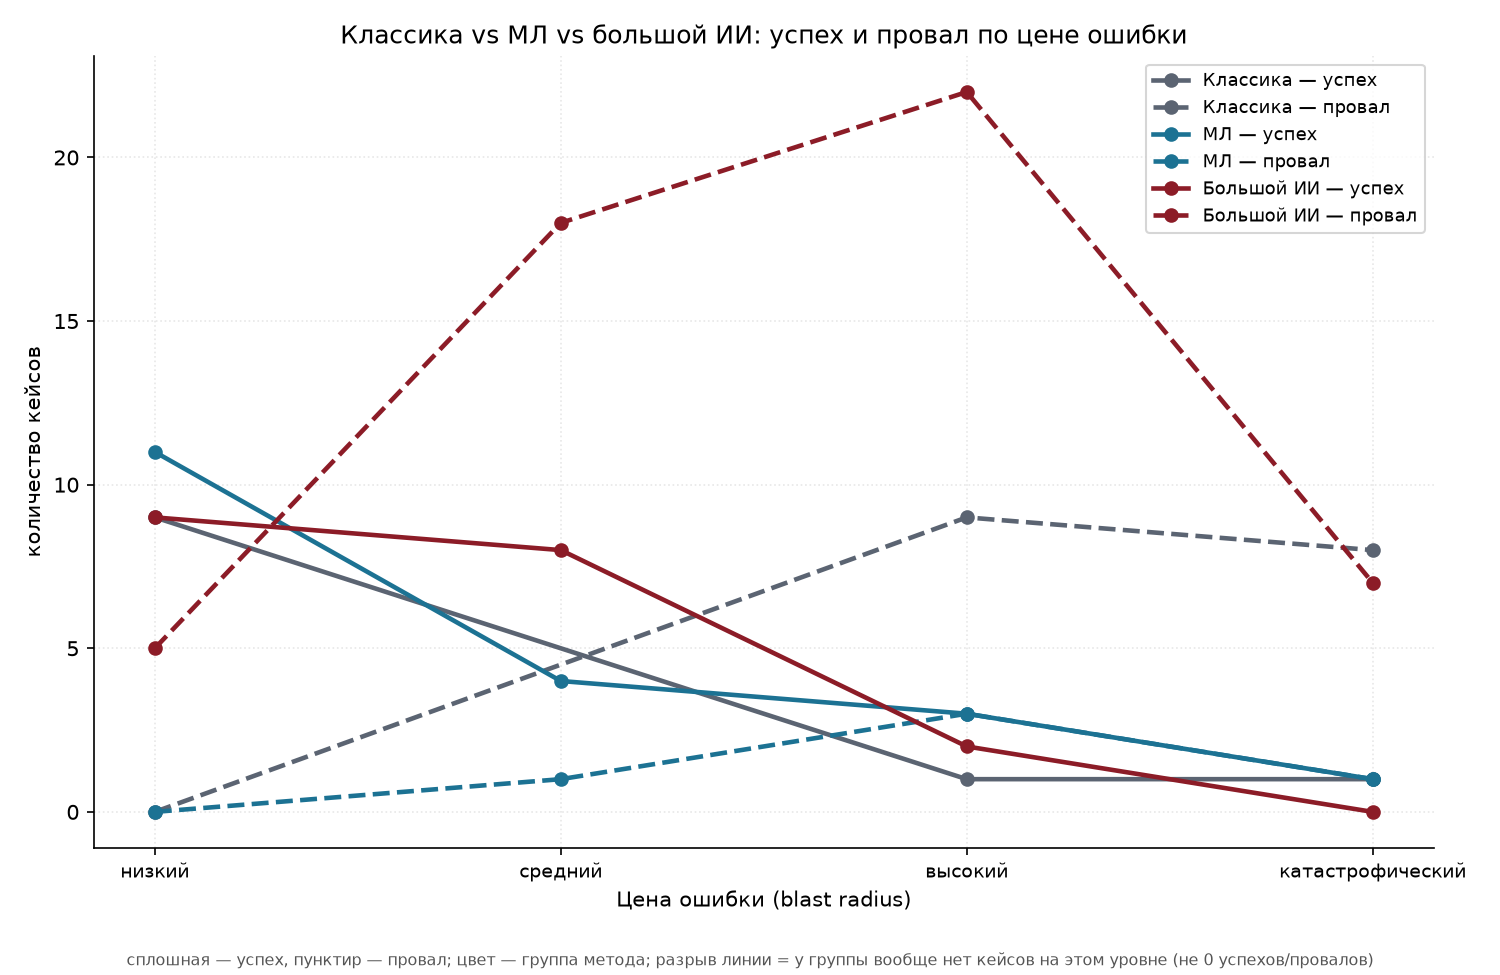 Классика vs МЛ vs большой ИИ: успех и провал по цене ошибки
Классика — успех
Классика — провал
МЛ — успех
МЛ — провал
Большой ИИ — успех
Большой ИИ — провал
количество кейсов
20
15
10
5
0
низкий
средний
высокий
катастрофический
Цена ошибки (blast radius)
сплошная — успех, пунктир — провал; цвет — группа метода; разрыв линии = у группы вообще нет кейсов на этом уровне (не 0 успехов/провалов)